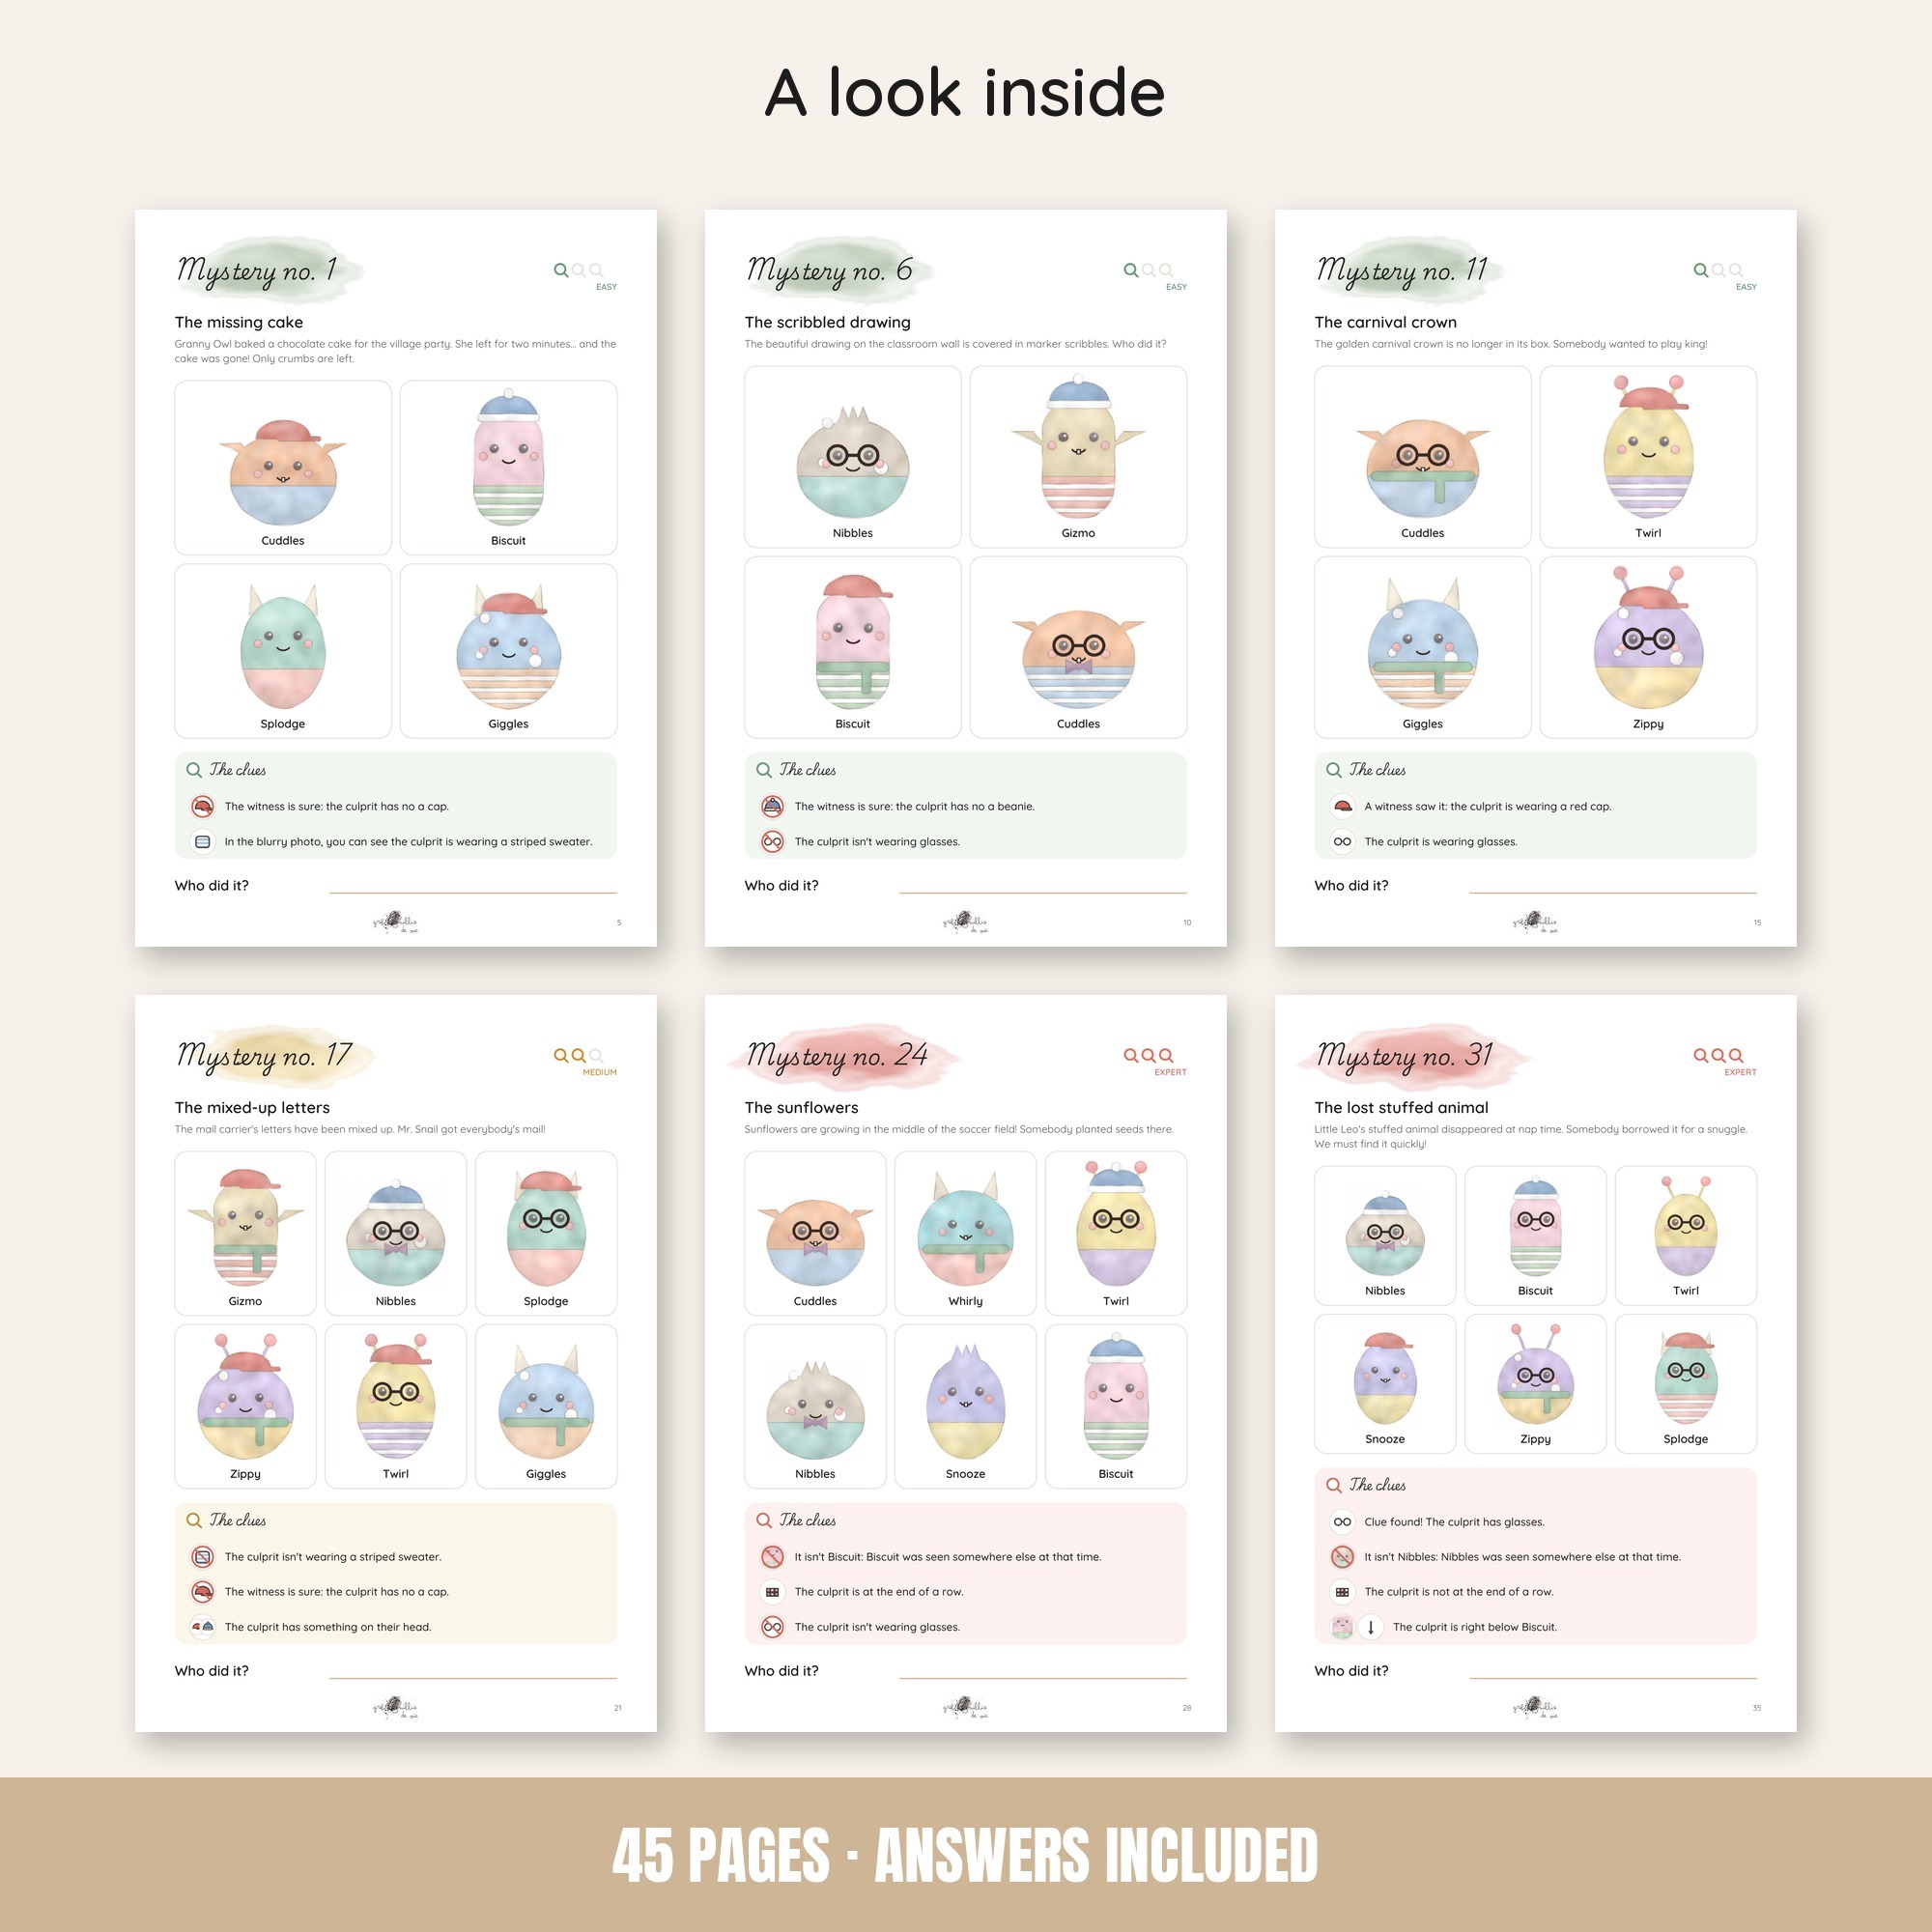 A look inside
Mystery no. 1
EASY
The missing cake
Granny Owl baked a chocolate cake for the village party. She left for two minutes... and the
cake was gone! Only crumbs are left.
Cuddles
Biscuit
Splodge
Giggles
The clues
The witness is sure: the culprit has no a cap.
In the blurry photo, you can see the culprit is wearing a striped sweater.
Who did it?
5
Mystery no. 6
EASY
The scribbled drawing
The beautiful drawing on the classroom wall is covered in marker scribbles. Who did it?
Nibbles
Gizmo
Biscuit
Cuddles
The clues
The witness is sure: the culprit has no a beanie.
The culprit isn't wearing glasses.
Who did it?
10
Mystery no. 11
EASY
The carnival crown
The golden carnival crown is no longer in its box. Somebody wanted to play king!
Cuddles
Twirl
Giggles
Zippy
The clues
A witness saw it: the culprit is wearing a red cap.
The culprit is wearing glasses.
Who did it?
15
Mystery no. 17
MEDIUM
The mixed-up letters
The mail carrier's letters have been mixed up. Mr. Snail got everybody's mail!
Gizmo
Nibbles
Splodge
Zippy
Twirl
Giggles
The clues
The culprit isn't wearing a striped sweater.
The witness is sure: the culprit has no a cap.
The culprit has something on their head.
Who did it?
21
Mystery no. 24
EXPERT
The sunflowers
Sunflowers are growing in the middle of the soccer field! Somebody planted seeds there.
Cuddles
Whirly
Twirl
Nibbles
Snooze
Biscuit
The clues
It isn't Biscuit: Biscuit was seen somewhere else at that time.
The culprit is at the end of a row.
The culprit isn't wearing glasses.
Who did it?
28
Mystery no. 31
EXPERT
The lost stuffed animal
Little Leo's stuffed animal disappeared at nap time. Somebody borrowed it for a snuggle.
We must find it quickly!
Nibbles
Biscuit
Twirl
Snooze
Zippy
Splodge
The clues
Clue found! The culprit has glasses.
It isn't Nibbles: Nibbles was seen somewhere else at that time.
The culprit is not at the end of a row.
The culprit is right below Biscuit.
Who did it?
35
45 PAGES · ANSWERS INCLUDED